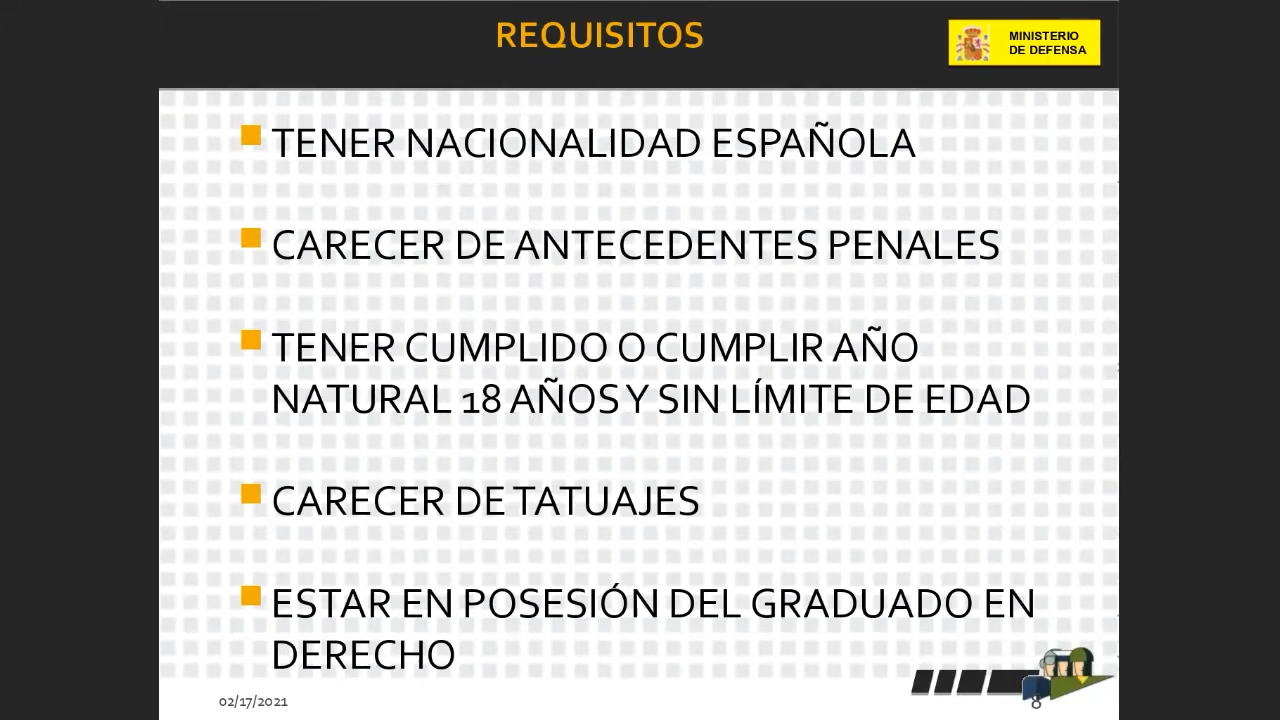 REQUISITOS
MINISTERIO
DE DEFENSA
TENER NACIONALIDAD ESPAÑOLA
CARECER DE ANTECEDENTES PENALES
TENER CUMPLIDO O CUMPLIR AÑO
NATURAL 18 AÑOS Y SIN LÍMITE DE EDAD
CARECER DE TATUAJES
ESTAR EN POSESIÓN DEL GRADUADO EN
DERECHO
02/17/2021
8